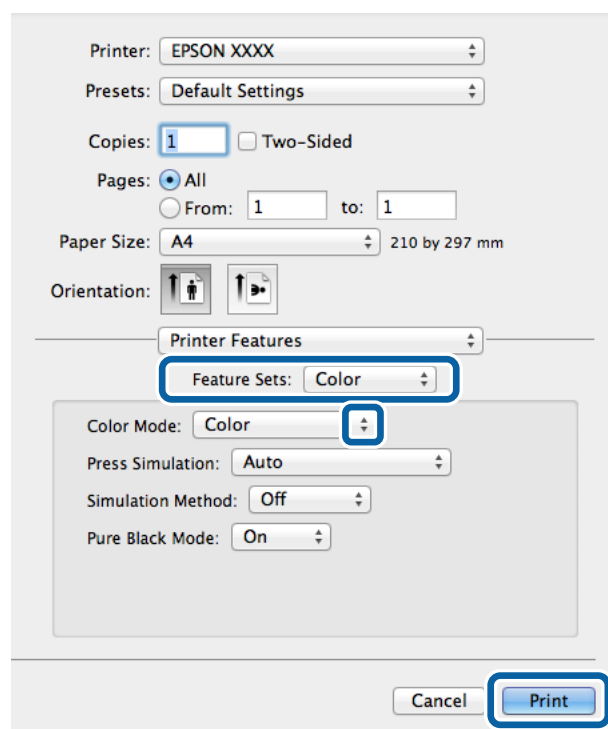 Printer: EPSON XXXX
Presets: Default Settings
Copies: 1 Two-Sided
Pages: All
From: 1 to: 1
Paper Size: A4 210 by 297 mm
Orientation:
Printer Features
Feature Sets: Color
Color Mode: Color
Press Simulation: Auto
Simulation Method: Off
Pure Black Mode: On
Cancel Print